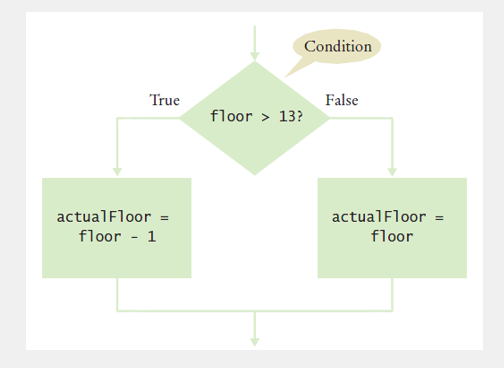 Condition
True
False
floor > 13?
actualFloor =
floor - 1
actualFloor =
floor